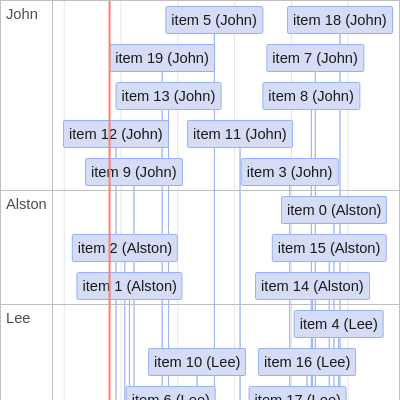 John
item 5 (John)
item 18 (John)
item 19 (John)
item 7 (John)
item 13 (John)
item 8 (John)
item 12 (John)
item 11 (John)
item 9 (John)
item 3 (John)
Alston
item 0 (Alston)
item 2 (Alston)
item 15 (Alston)
item 1 (Alston)
item 14 (Alston)
Lee
item 4 (Lee)
item 10 (Lee)
item 16 (Lee)
item 6 (Lee)
item 17 (Lee)